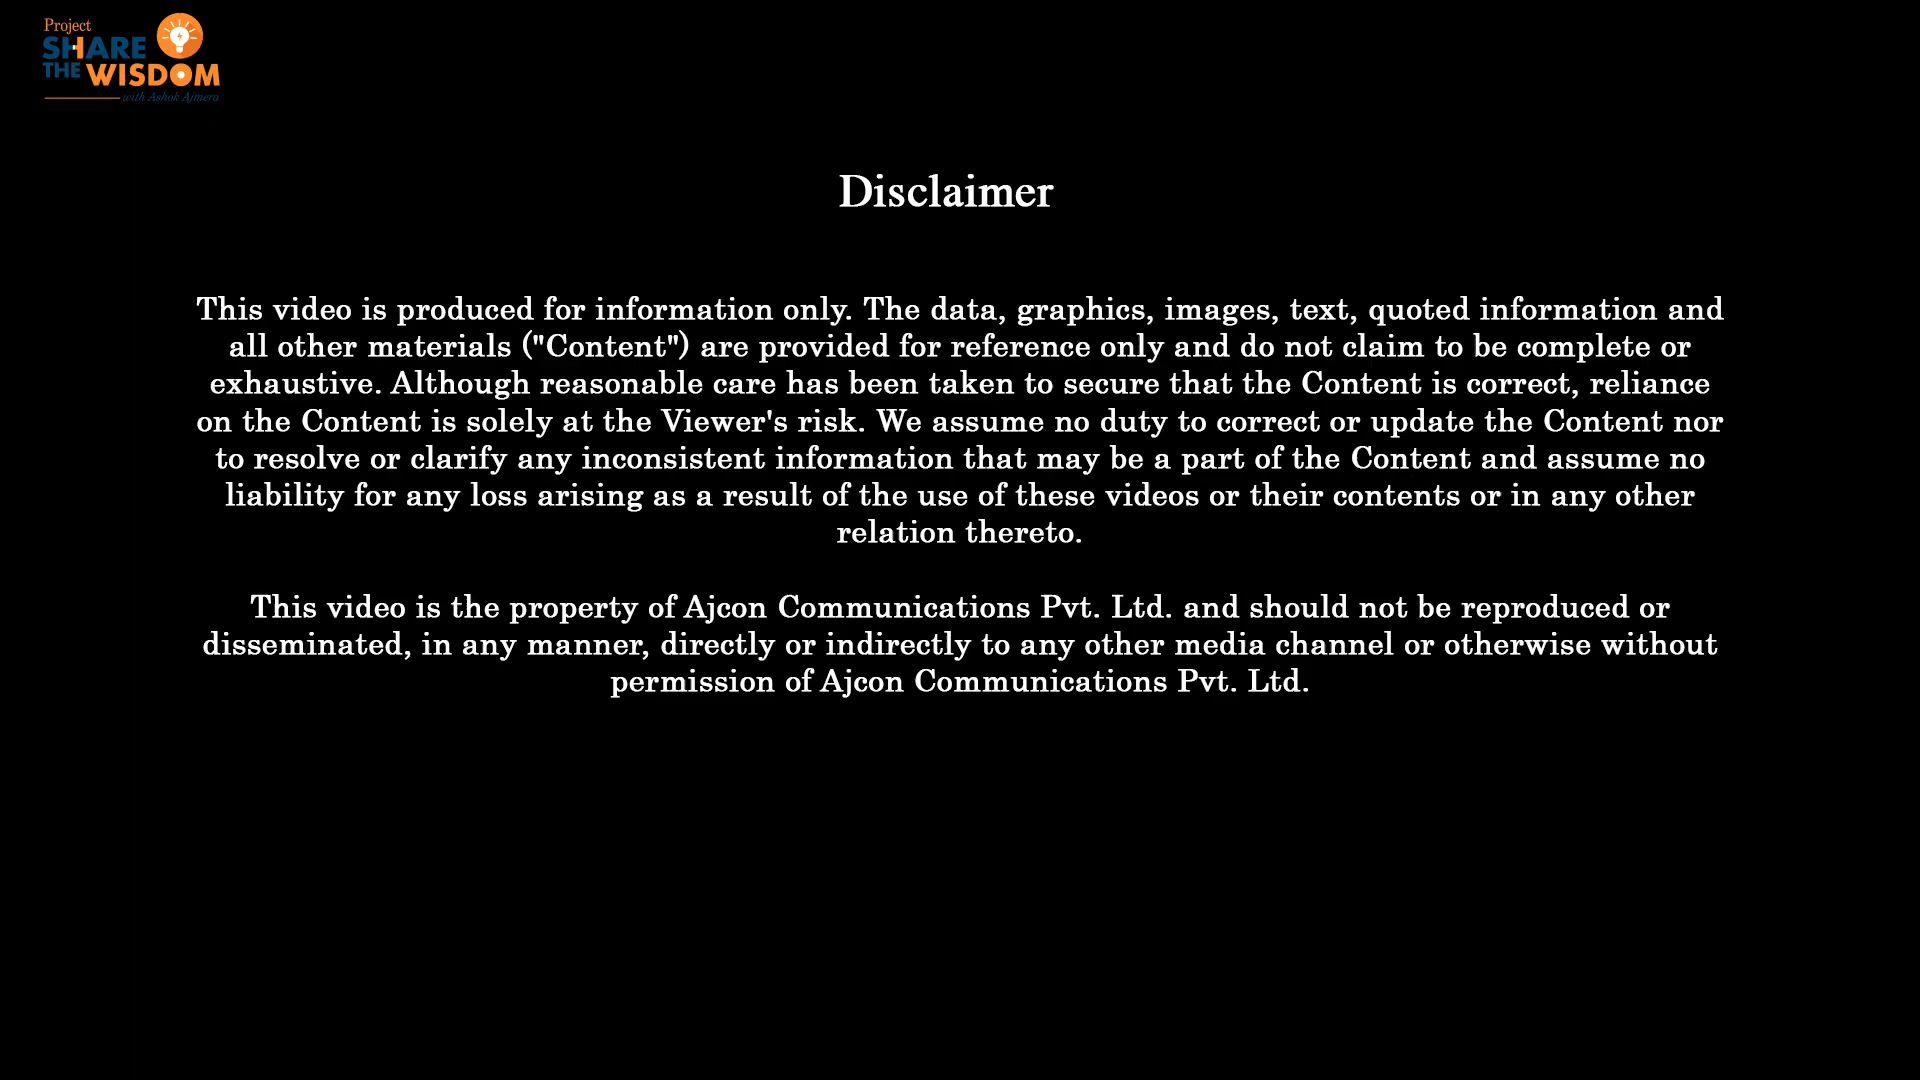 Project
SHARE
THE WISDOM
with Ashok Ajmera
Disclaimer
This video is produced for information only. The data, graphics, images, text, quoted information and
all other materials ("Content") are provided for reference only and do not claim to be complete or
exhaustive. Although reasonable care has been taken to secure that the Content is correct, reliance
on the Content is solely at the Viewer's risk. We assume no duty to correct or update the Content nor
to resolve or clarify any inconsistent information that may be a part of the Content and assume no
liability for any loss arising as a result of the use of these videos or their contents or in any other
relation thereto.
This video is the property of Ajcon Communications Pvt. Ltd. and should not be reproduced or
disseminated, in any manner, directly or indirectly to any other media channel or otherwise without
permission of Ajcon Communications Pvt. Ltd.